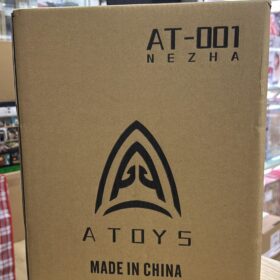 AT-001
NEZHA
ATOYS
MADE IN CHINA